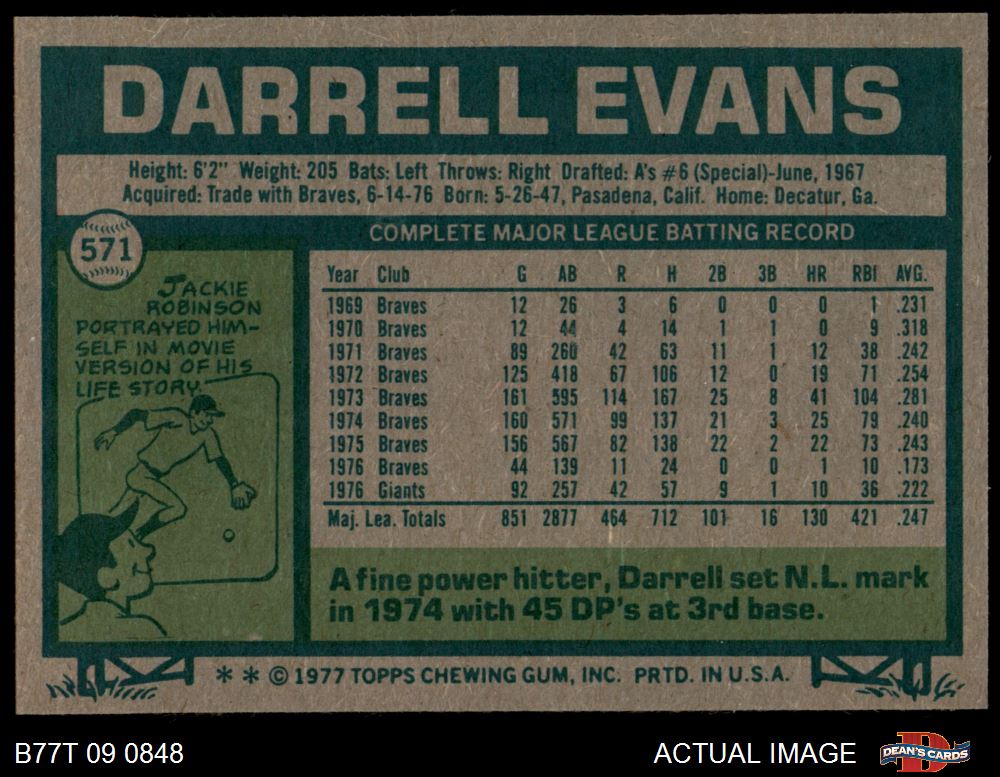 DARRELL EVANS
Height: 6'2" Weight: 205 Bats: Left Throws: Right Drafted: A's #6 (Special)-June, 1967
Acquired: Trade with Braves, 6-14-76 Born: 5-26-47, Pasadena, Calif. Home: Decatur, Ga.
571
JACKIE
ROBINSON
PORTRAYED HIM-
SELF IN MOVIE
VERSION OF HIS
LIFE STORY.
COMPLETE MAJOR LEAGUE BATTING RECORD
Year Club G AB R H 2B 3B HR RBI AVG.
1969 Braves 12 26 3 6 0 0 0 1 .231
1970 Braves 12 44 4 14 1 1 0 9 .318
1971 Braves 89 260 42 63 11 1 12 38 .242
1972 Braves 125 418 67 106 12 0 19 71 .254
1973 Braves 161 595 114 167 25 8 41 104 .281
1974 Braves 160 571 99 137 21 3 25 79 .240
1975 Braves 156 567 82 138 22 2 22 73 .243
1976 Braves 44 139 11 24 0 0 1 10 .173
1976 Giants 92 257 42 57 9 1 10 36 .222
Maj. Lea. Totals 851 2877 464 712 101 16 130 421 .247
A fine power hitter, Darrell set N.L. mark
in 1974 with 45 DP's at 3rd base.
* * © 1977 TOPPS CHEWING GUM, INC. PRTD. IN U.S.A.
B77T 09 0848
ACTUAL IMAGE
D
DEAN'S CARDS